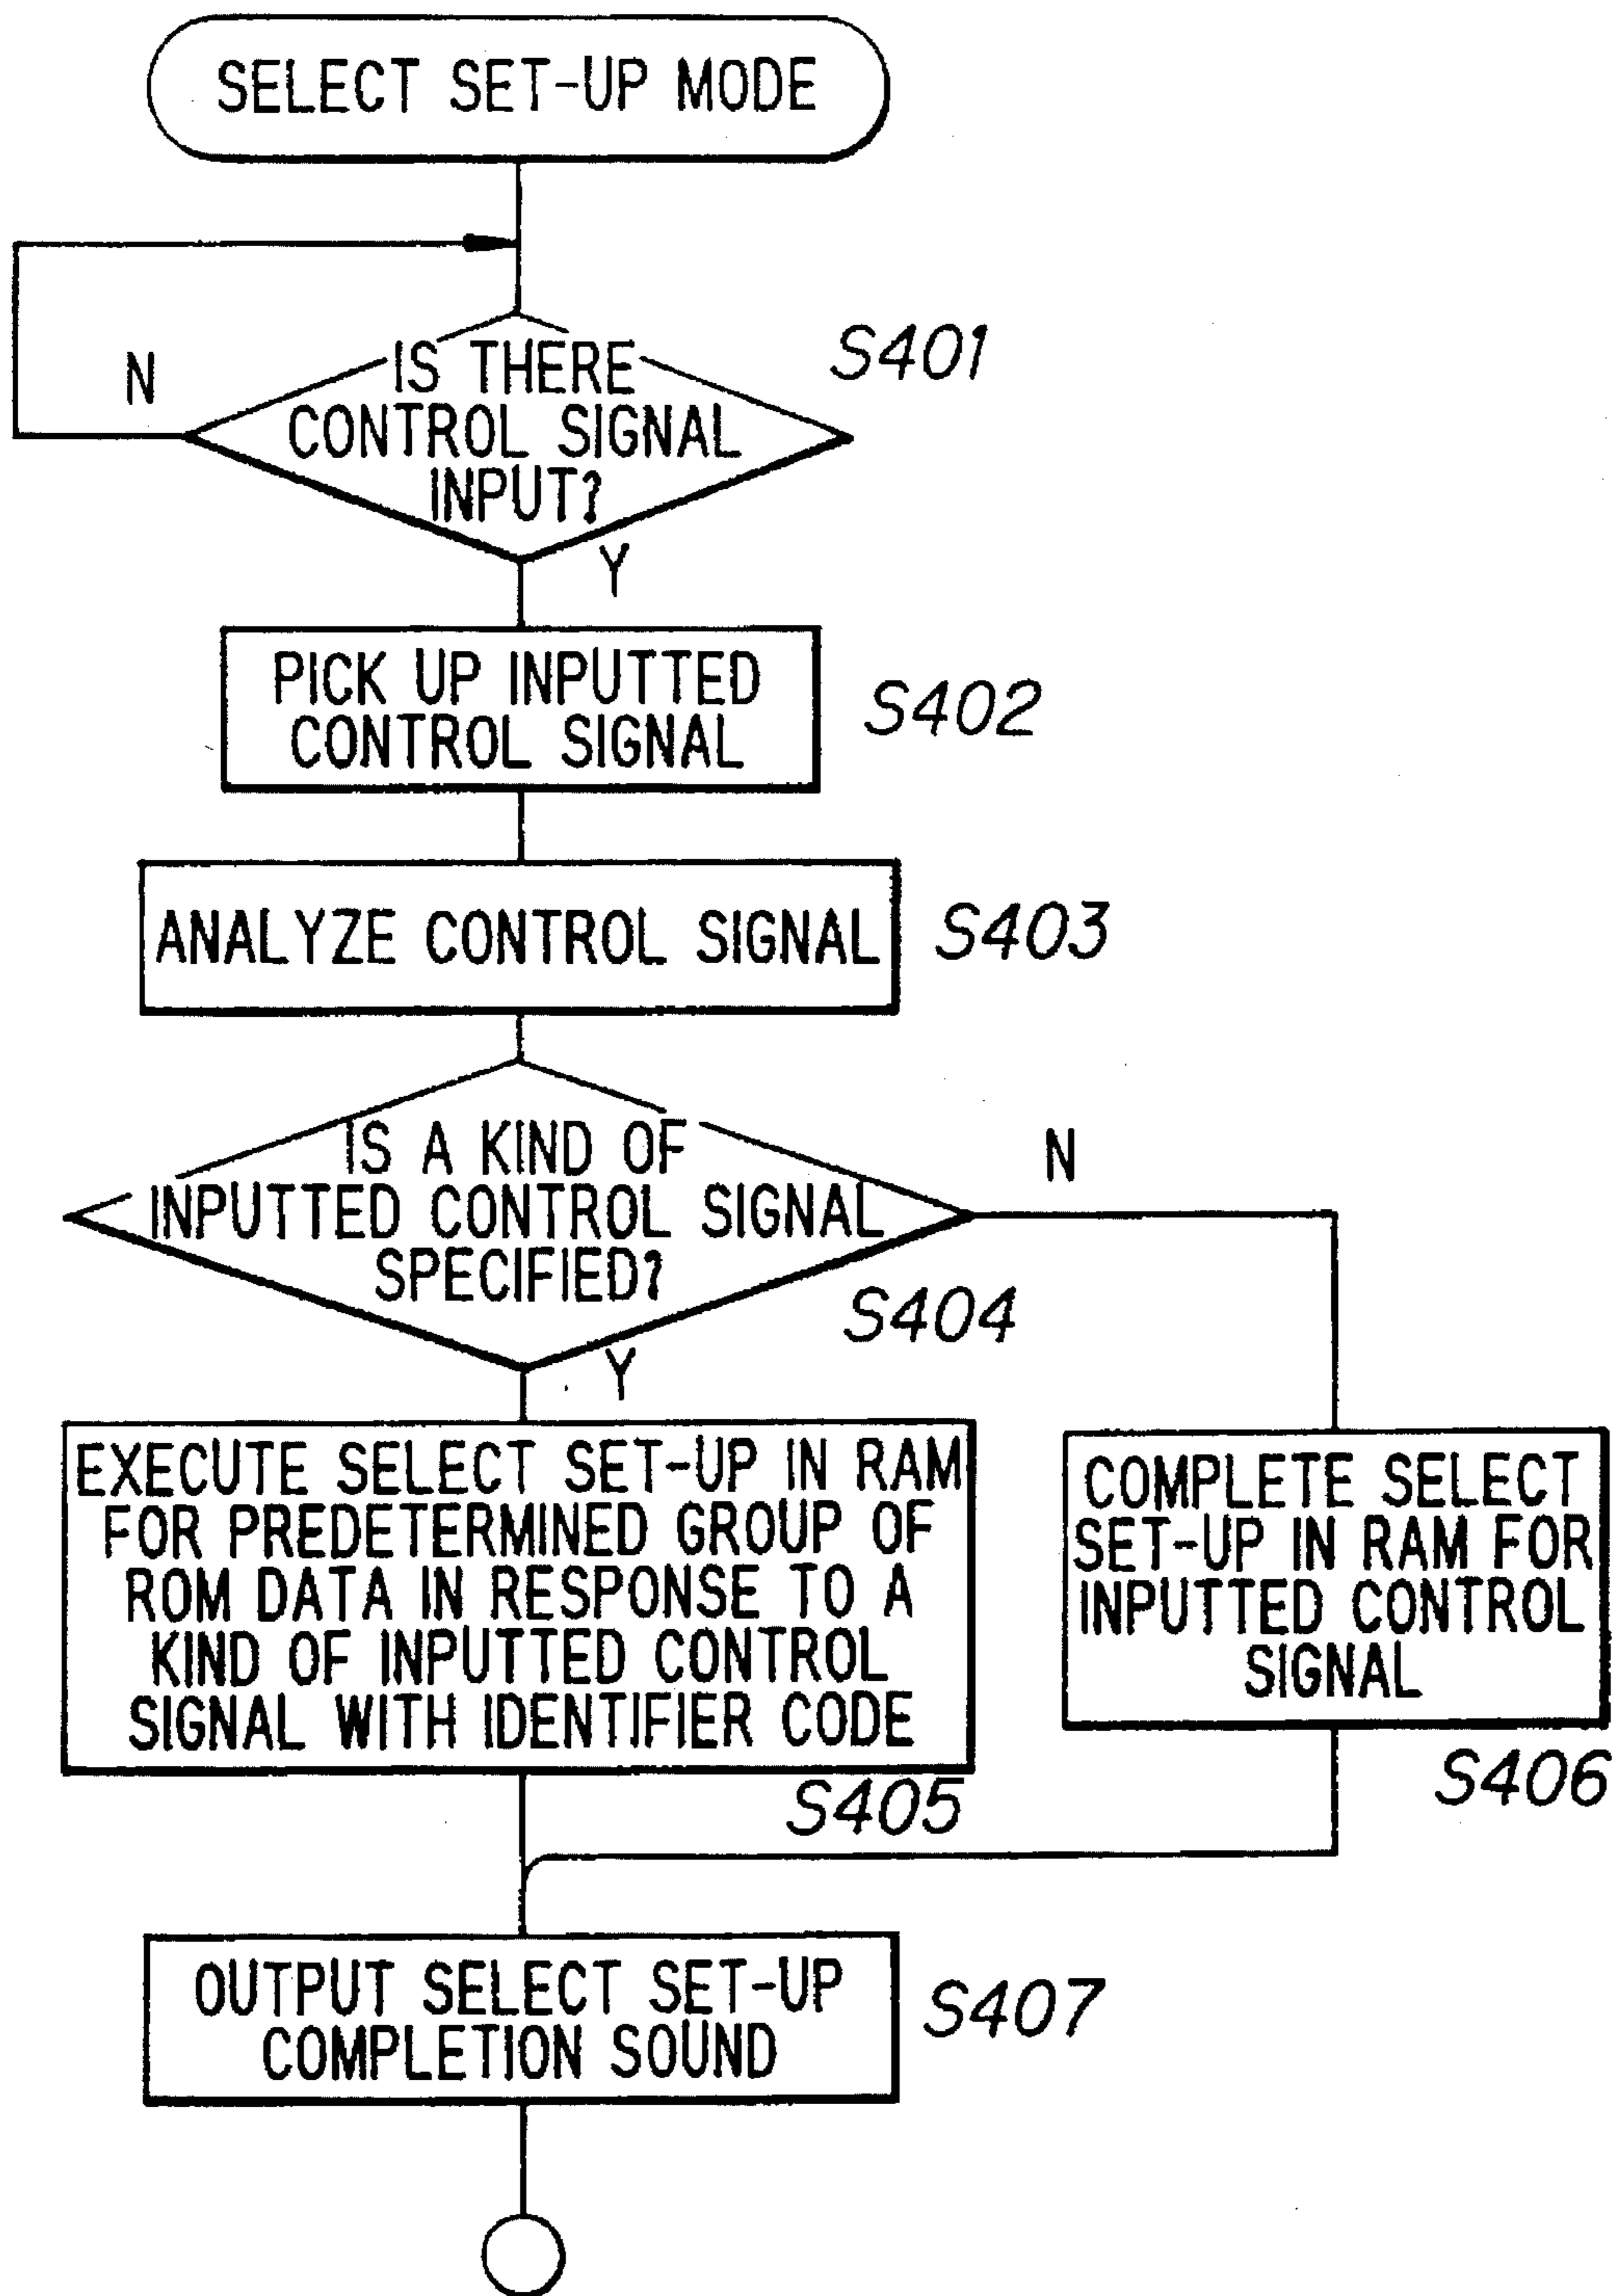 SELECT SET-UP MODE
N
IS THERE
CONTROL SIGNAL
INPUT?
S401
Y
PICK UP INPUTTED
CONTROL SIGNAL
S402
ANALYZE CONTROL SIGNAL
S403
IS A KIND OF
INPUTTED CONTROL SIGNAL
SPECIFIED?
N
S404
Y
EXECUTE SELECT SET-UP IN RAM
FOR PREDETERMINED GROUP OF
ROM DATA IN RESPONSE TO A
KIND OF INPUTTED CONTROL
SIGNAL WITH IDENTIFIER CODE
S405
COMPLETE SELECT
SET-UP IN RAM FOR
INPUTTED CONTROL
SIGNAL
S406
OUTPUT SELECT SET-UP
COMPLETION SOUND
S407